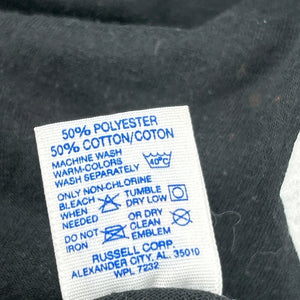 50% POLYESTER
50% COTTON/COTON
MACHINE WASH
WARM-COLORS 40°C
WASH SEPARATELY
ONLY NON-CHLORINE
BLEACH TUMBLE
WHEN DRY LOW
NEEDED
DO NOT OR DRY
IRON CLEAN
EMBLEM
RUSSELL CORP.
ALEXANDER CITY, AL. 35010
WPL 7232